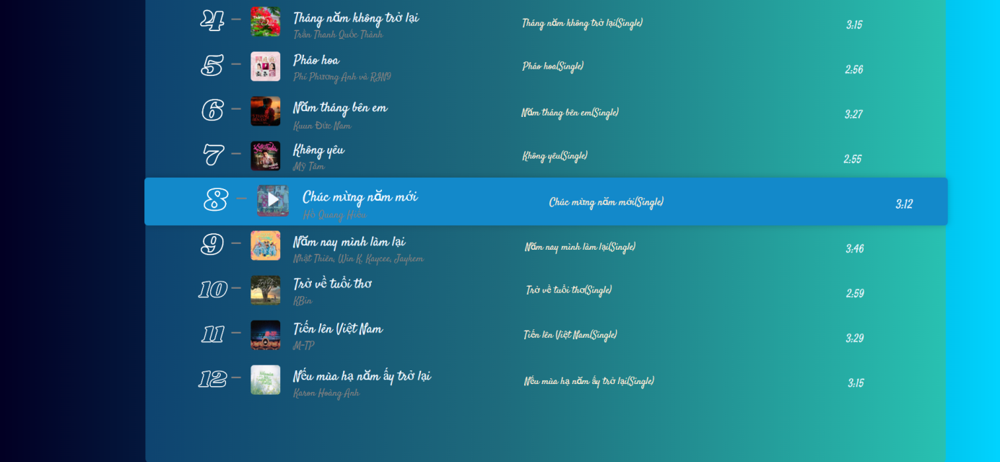 4 — Tháng năm không trở lại Tháng năm không trở lại(Single) 3:15
Trần Thanh Quốc Thành
5 — Pháo hoa Pháo hoa(Single) 2:56
Phí Phương Anh và RIN9
6 — Năm tháng bên em Năm tháng bên em(Single) 3:27
Kuun Đức Nam
7 — Không yêu Không yêu(Single) 2:55
Mỹ Tâm
8 — Chúc mừng năm mới Chúc mừng năm mới(Single) 3:12
Hồ Quang Hiếu
9 — Năm nay mình làm lại Năm nay mình làm lại(Single) 3:46
Nhật Thiên, Win K, Kaycee, Jaykem
10 — Trở về tuổi thơ Trở về tuổi thơ(Single) 2:59
KBin
11 — Tiến lên Việt Nam Tiến lên Việt Nam(Single) 3:29
M-TP
12 — Nếu mùa hạ năm ấy trở lại Nếu mùa hạ năm ấy trở lại(Single) 3:15
Karon Hoàng Anh